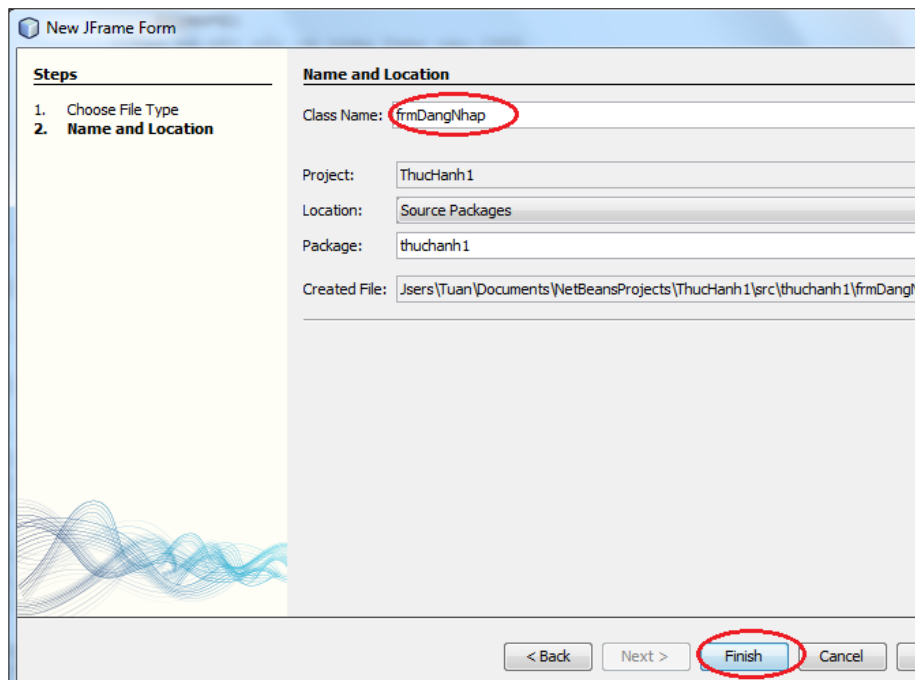 New JFrame Form
Steps
1. Choose File Type
2. Name and Location
Name and Location
Class Name: frmDangNhap
Project: ThucHanh1
Location: Source Packages
Package: thuchanh1
Created File: Jsers\Tuan\Documents\NetBeansProjects\ThucHanh1\src\thuchanh1\frmDangN
< Back Next > Finish Cancel